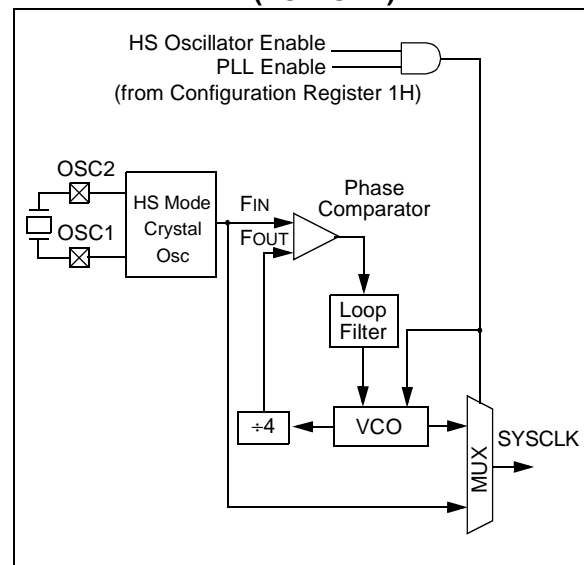 HS Oscillator Enable
PLL Enable
(from Configuration Register 1H)
OSC2
OSC1
HS Mode
Crystal
Osc
FIN
FOUT
Phase
Comparator
Loop
Filter
÷4
VCO
MUX
SYSCLK